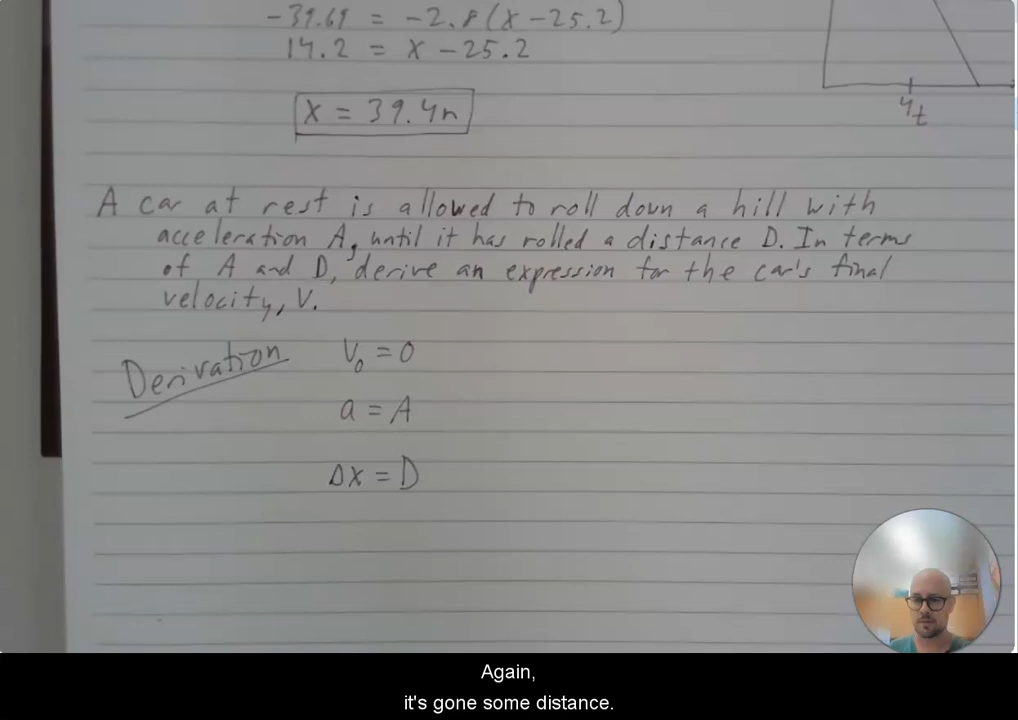 -39.69 = -2.8(x-25.2)
14.2 = x - 25.2
x = 39.4m
4 t
A car at rest is allowed to roll down a hill with
acceleration A, until it has rolled a distance D. In terms
of A and D, derive an expression for the car's final
velocity, V.
Derivation
V₀ = 0
a = A
Δx = D
Again,
it's gone some distance.